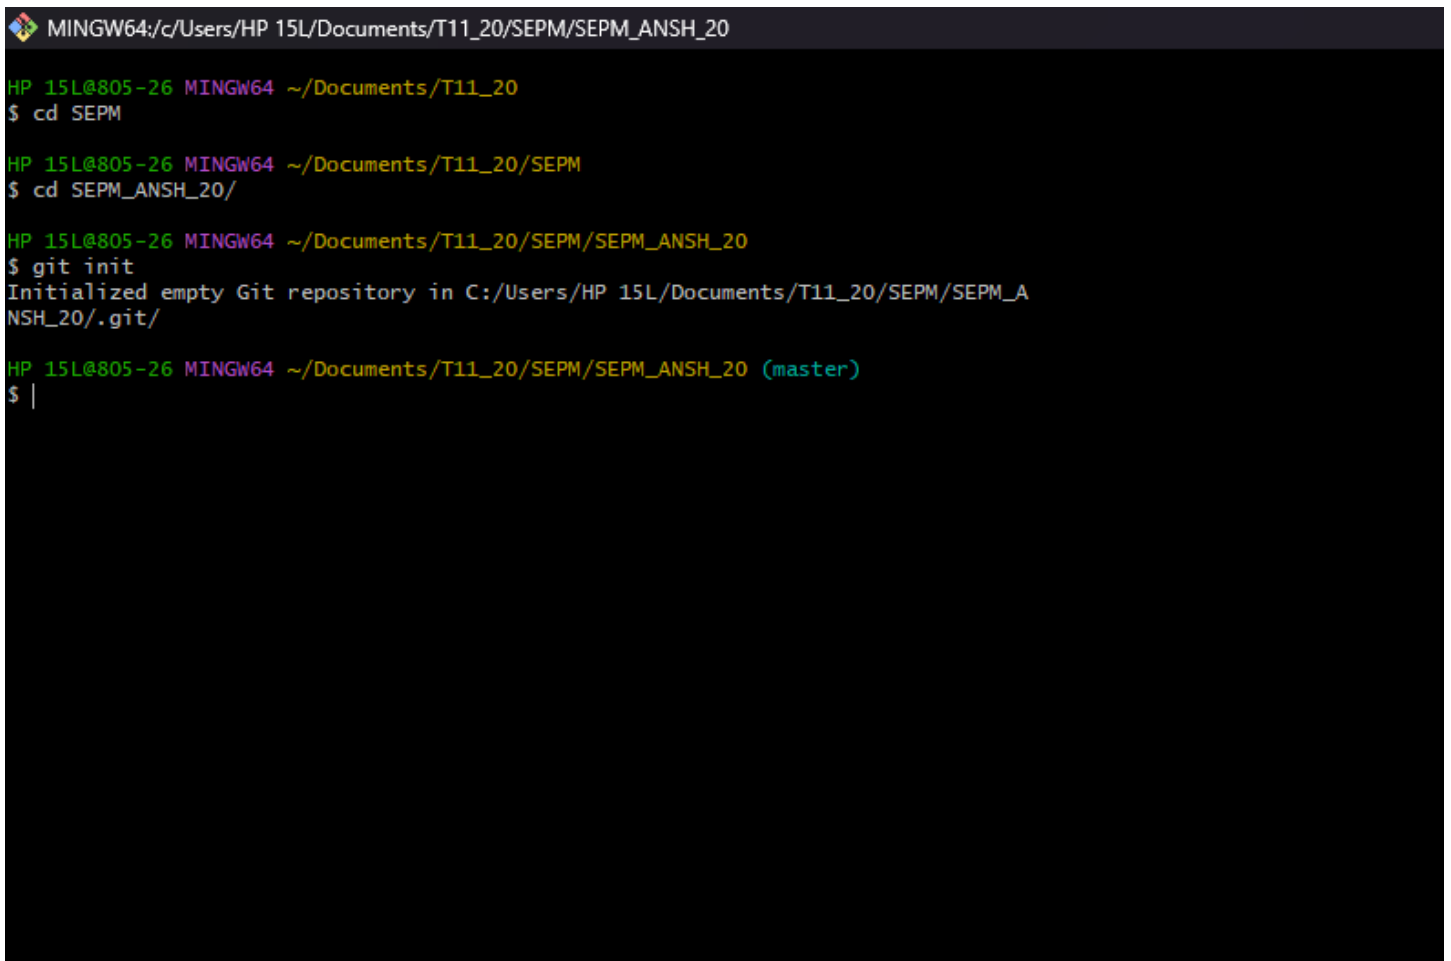 MINGW64:/c/Users/HP 15L/Documents/T11_20/SEPM/SEPM_ANSH_20
HP 15L@805-26 MINGW64 ~/Documents/T11_20
$ cd SEPM
HP 15L@805-26 MINGW64 ~/Documents/T11_20/SEPM
$ cd SEPM_ANSH_20/
HP 15L@805-26 MINGW64 ~/Documents/T11_20/SEPM/SEPM_ANSH_20
$ git init
Initialized empty Git repository in C:/Users/HP 15L/Documents/T11_20/SEPM/SEPM_A
NSH_20/.git/
HP 15L@805-26 MINGW64 ~/Documents/T11_20/SEPM/SEPM_ANSH_20 (master)
$